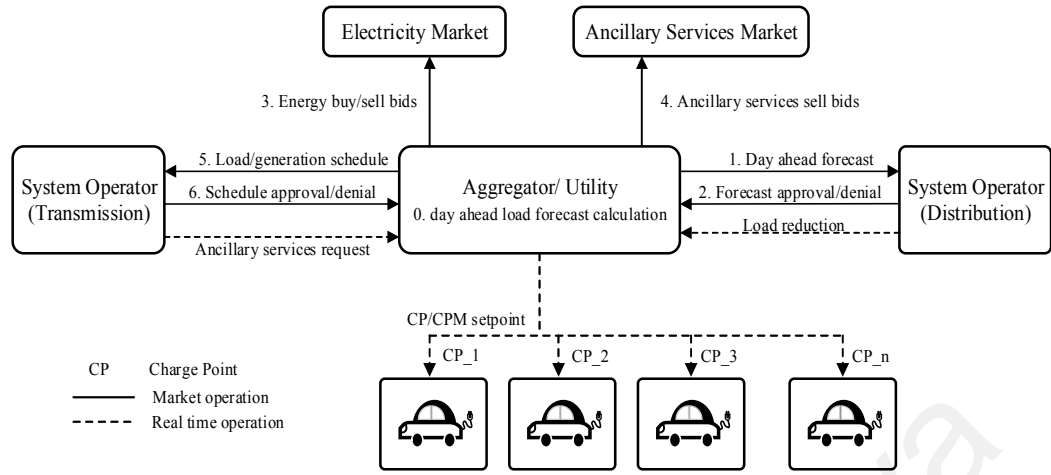 Electricity Market
Ancillary Services Market
3. Energy buy/sell bids
4. Ancillary services sell bids
System Operator
(Transmission)
5. Load/generation schedule
6. Schedule approval/denial
Ancillary services request
Aggregator/ Utility
0. day ahead load forecast calculation
1. Day ahead forecast
2. Forecast approval/denial
Load reduction
System Operator
(Distribution)
CP/CPM setpoint
CP_1
CP_2
CP_3
CP_n
CP Charge Point
Market operation
Real time operation